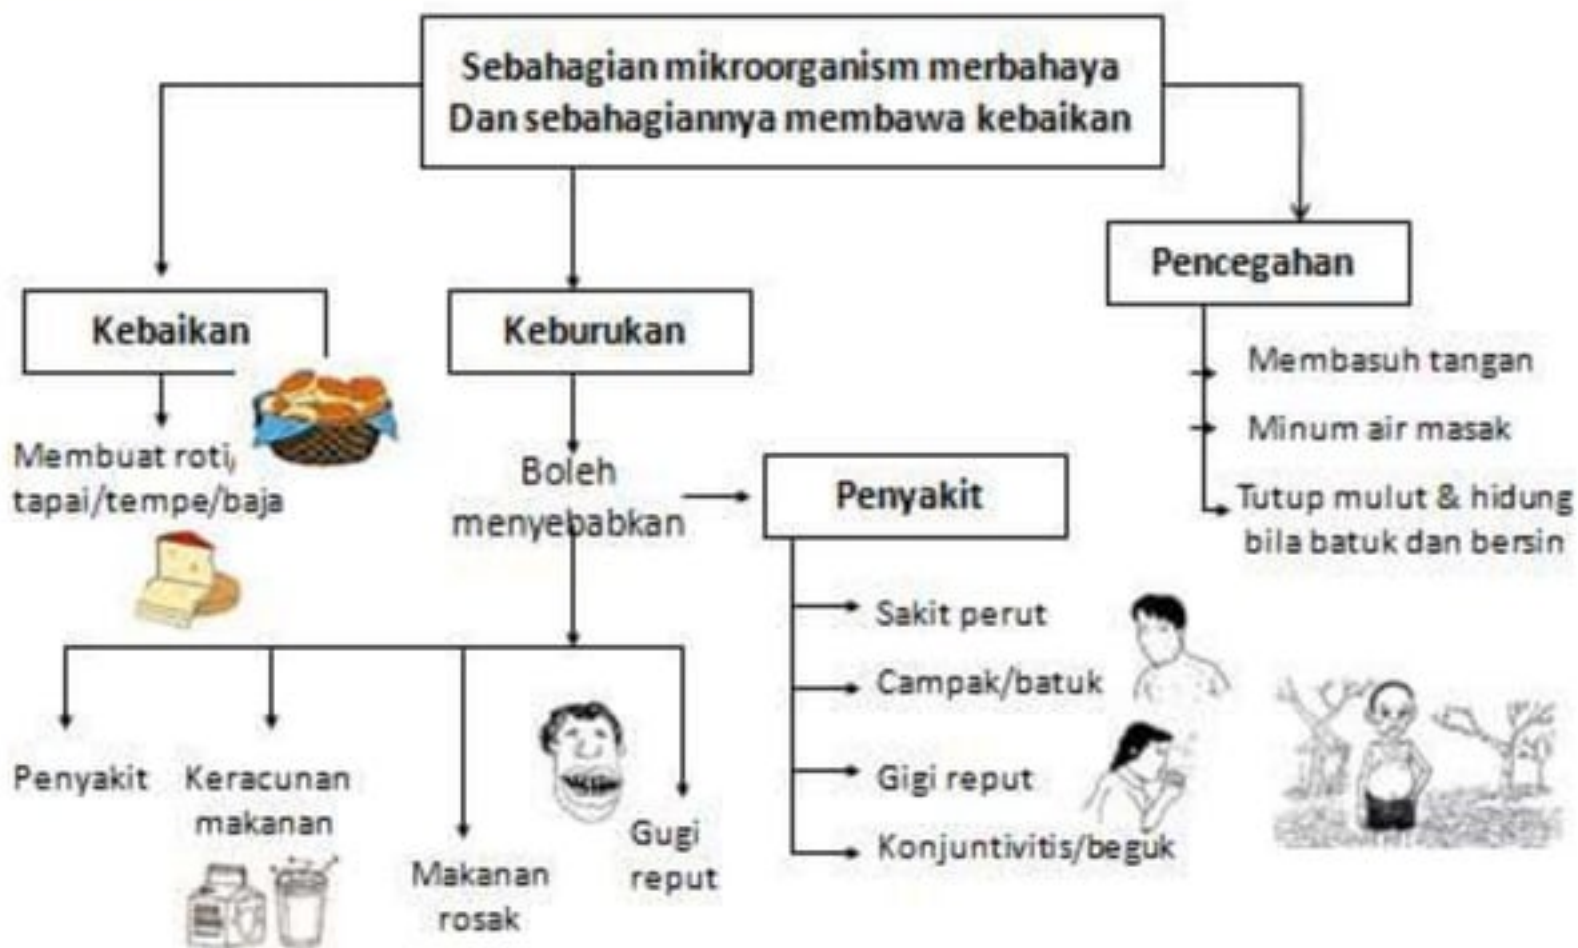 Sebahagian mikroorganism merbahaya
Dan sebahagiannya membawa kebaikan
Kebaikan
Membuat roti,
tapai/tempe/baja
Keburukan
Boleh
menyebabkan
Penyakit
Keracunan
makanan
Makanan
rosak
Gugi
reput
Penyakit
Sakit perut
Campak/batuk
Gigi reput
Konjuntivitis/beguk
Pencegahan
Membasuh tangan
Minum air masak
Tutup mulut & hidung
bila batuk dan bersin